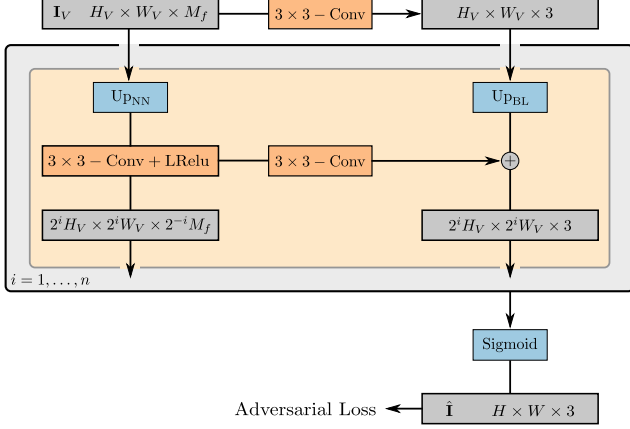 I_V H_V × W_V × M_f
3 × 3 − Conv
H_V × W_V × 3
Up_NN
Up_BL
3 × 3 − Conv + LRelu
3 × 3 − Conv
+
2^i H_V × 2^i W_V × 2^{−i} M_f
2^i H_V × 2^i W_V × 3
i = 1, . . . , n
Sigmoid
Adversarial Loss
Î H × W × 3